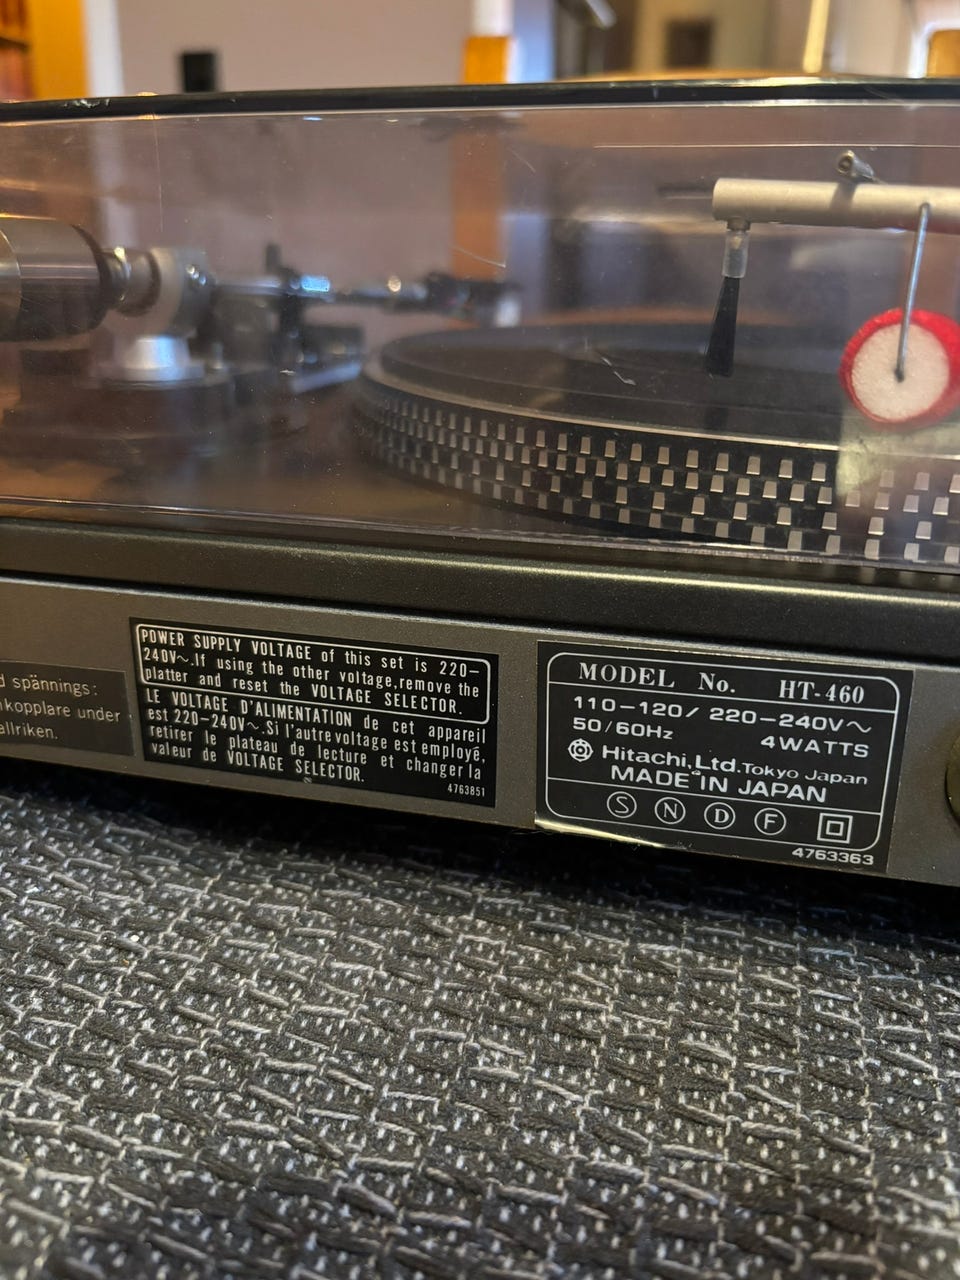 d spännings:
nkopplare under
allriken.
POWER SUPPLY VOLTAGE of this set is 220-
240V~.If using the other voltage,remove the
platter and reset the VOLTAGE SELECTOR.
LE VOLTAGE D'ALIMENTATION de cet appareil
est 220-240V~.Si l'autre voltage est employé,
retirer le plateau de lecture et changer la
valeur de VOLTAGE SELECTOR.
4763851
MODEL No. HT-460
110-120/220-240V~
50/60Hz 4WATTS
Hitachi,Ltd.Tokyo Japan
MADE IN JAPAN
S N D F
4763363